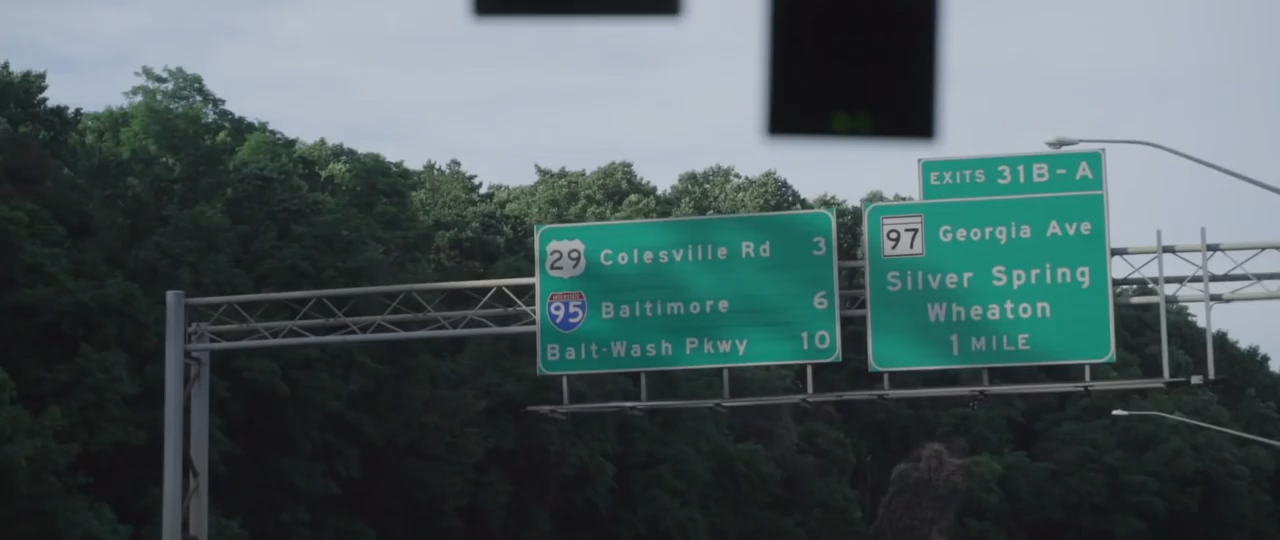 29 Colesville Rd 3
INTERSTATE
95 Baltimore 6
Balt-Wash Pkwy 10
EXITS 31B-A
97 Georgia Ave
Silver Spring
Wheaton
1 MILE